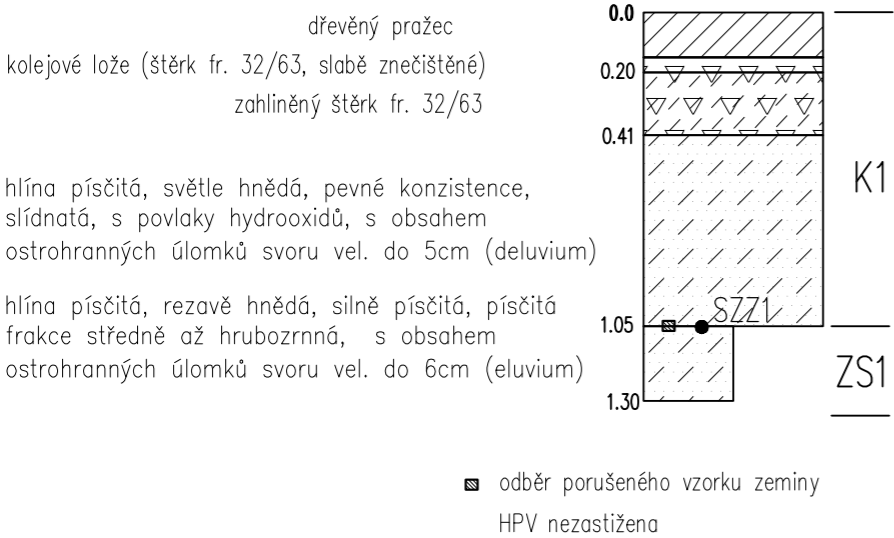 dřevěný pražec
0.0
kolejové lože (štěrk fr. 32/63, slabě znečištěné)
0.20
zahliněný štěrk fr. 32/63
0.41
K1
hlína písčitá, světle hnědá, pevné konzistence,
slídnatá, s povlaky hydrooxidů, s obsahem
ostrohranných úlomků svoru vel. do 5cm (deluvium)
hlína písčitá, rezavě hnědá, silně písčitá, písčitá
frakce středně až hrubozrnná, s obsahem
ostrohranných úlomků svoru vel. do 6cm (eluvium)
SZZ1
1.05
ZS1
1.30
odběr porušeného vzorku zeminy
HPV nezastižena